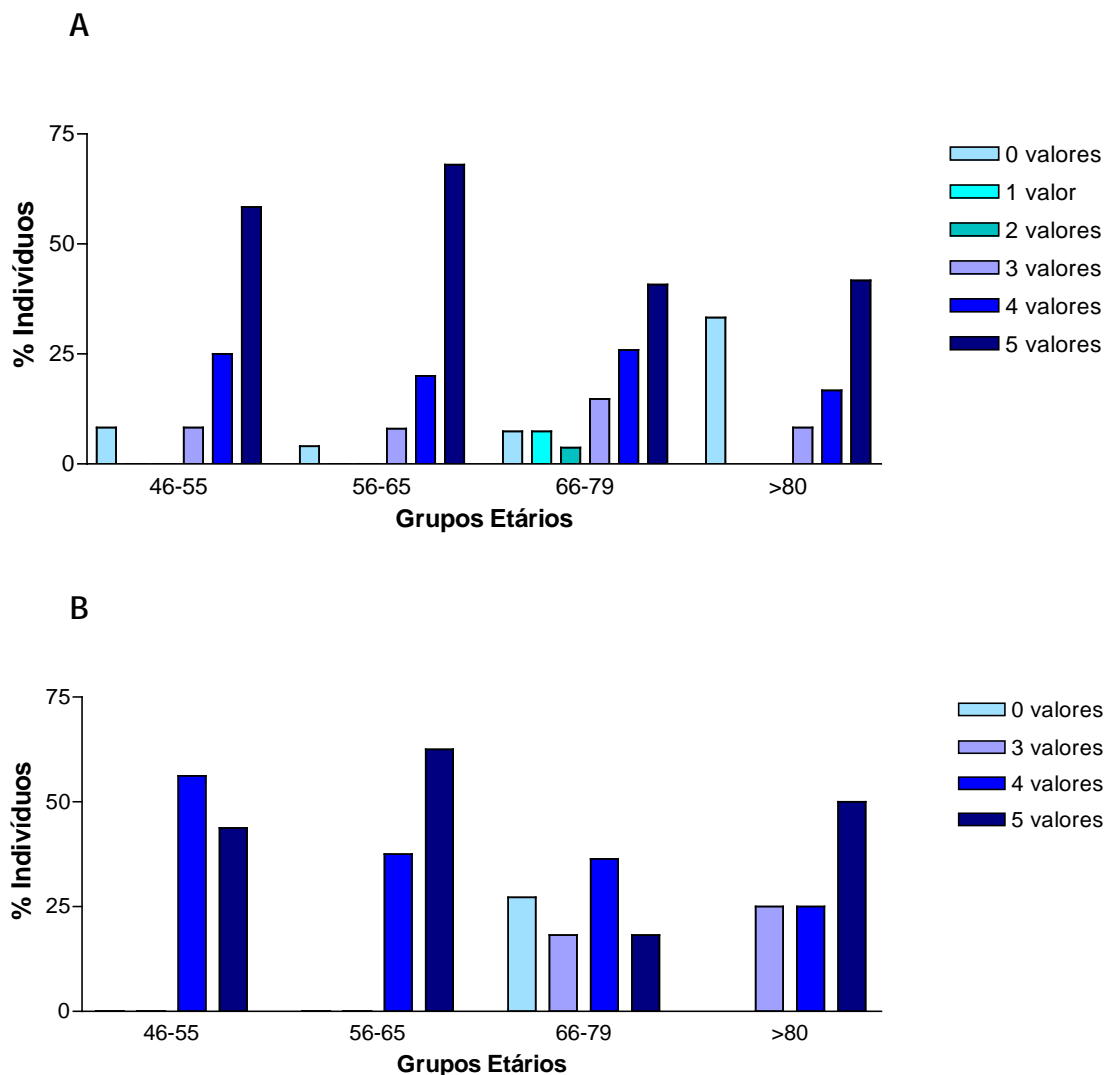 A
75
50
25
0
% Indivíduos
46-55
56-65
66-79
>80
Grupos Etários
0 valores
1 valor
2 valores
3 valores
4 valores
5 valores
B
75
50
25
0
% Indivíduos
46-55
56-65
66-79
>80
Grupos Etários
0 valores
3 valores
4 valores
5 valores